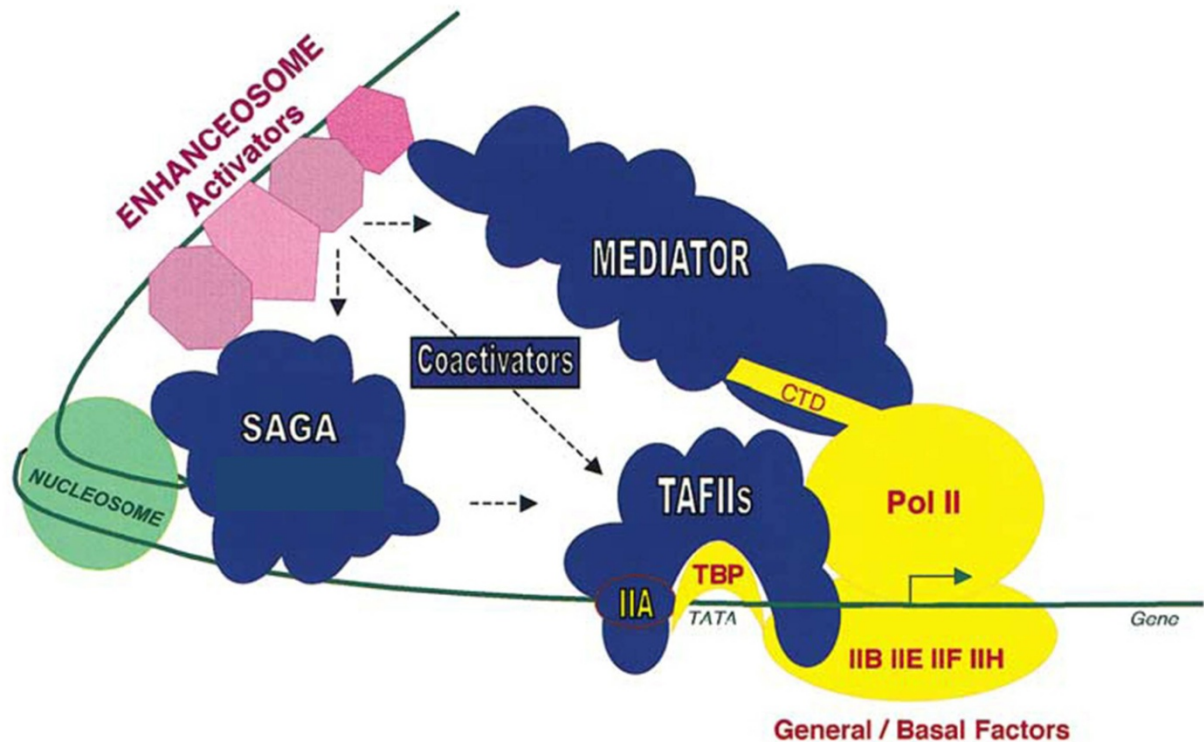 ENHANCEOSOME
Activators
MEDIATOR
Coactivators
CTD
SAGA
NUCLEOSOME
TAFIIs
Pol II
TBP
IIA
TATA
Gene
IIB IIE IIF IIH
General / Basal Factors